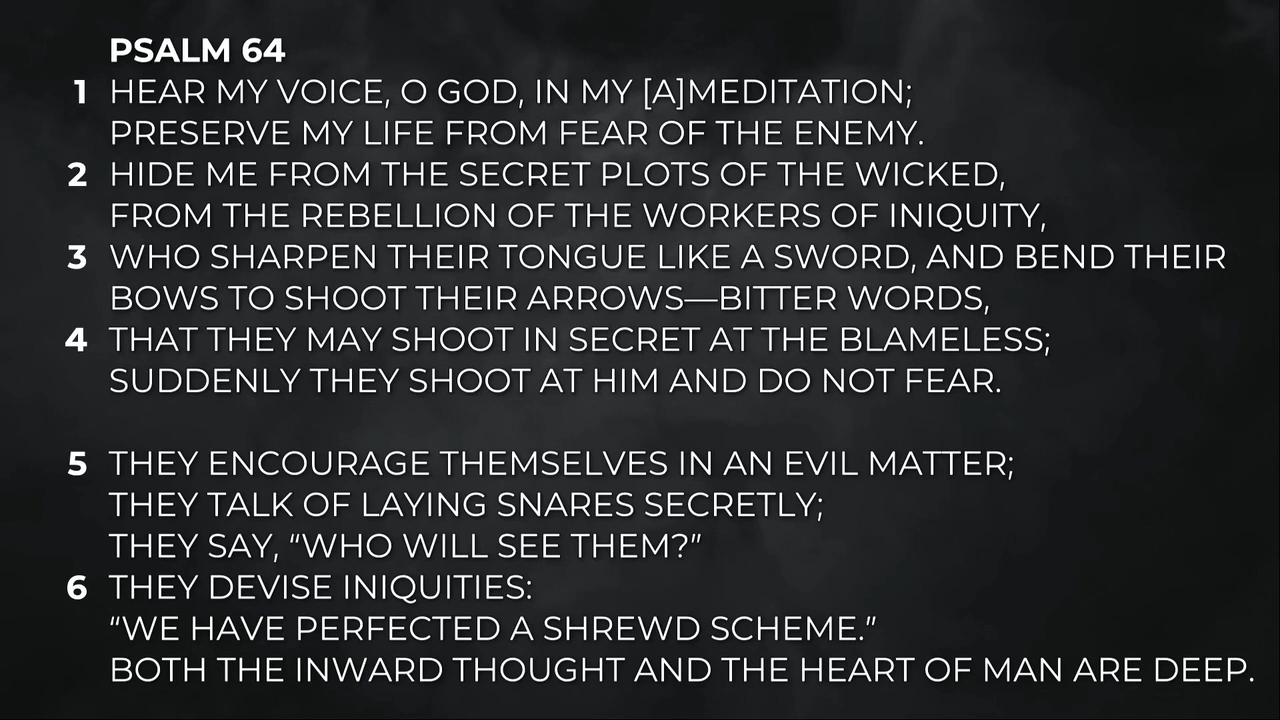 PSALM 64
1 HEAR MY VOICE, O GOD, IN MY [A]MEDITATION;
PRESERVE MY LIFE FROM FEAR OF THE ENEMY.
2 HIDE ME FROM THE SECRET PLOTS OF THE WICKED,
FROM THE REBELLION OF THE WORKERS OF INIQUITY,
3 WHO SHARPEN THEIR TONGUE LIKE A SWORD, AND BEND THEIR
BOWS TO SHOOT THEIR ARROWS—BITTER WORDS,
4 THAT THEY MAY SHOOT IN SECRET AT THE BLAMELESS;
SUDDENLY THEY SHOOT AT HIM AND DO NOT FEAR.
5 THEY ENCOURAGE THEMSELVES IN AN EVIL MATTER;
THEY TALK OF LAYING SNARES SECRETLY;
THEY SAY, “WHO WILL SEE THEM?”
6 THEY DEVISE INIQUITIES:
“WE HAVE PERFECTED A SHREWD SCHEME.”
BOTH THE INWARD THOUGHT AND THE HEART OF MAN ARE DEEP.